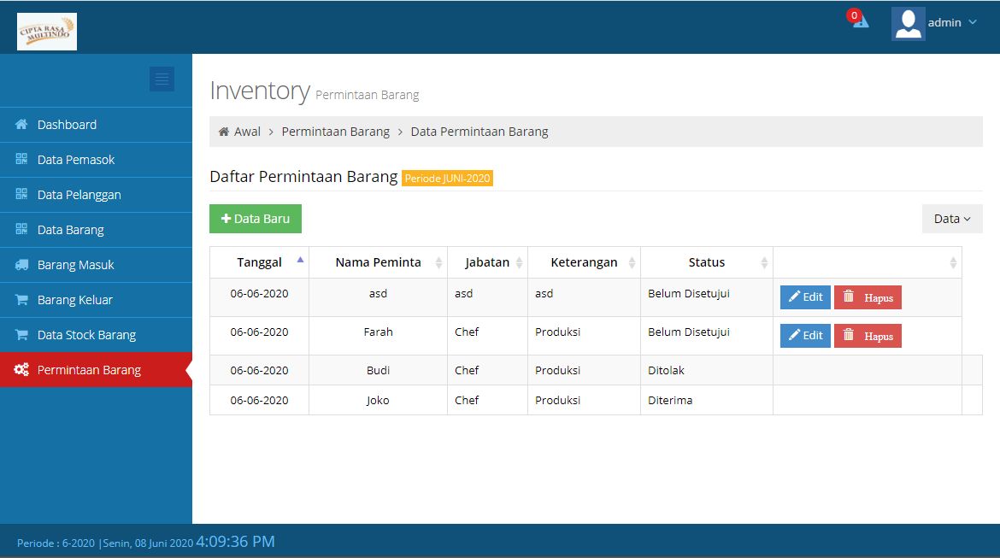 CIPTA RASA
MULTINDO
0
admin
Inventory Permintaan Barang
Awal > Permintaan Barang > Data Permintaan Barang
Dashboard
Data Pemasok
Data Pelanggan
Data Barang
Barang Masuk
Barang Keluar
Data Stock Barang
Permintaan Barang
Daftar Permintaan Barang Periode JUNI-2020
+ Data Baru
Data
Tanggal Nama Peminta Jabatan Keterangan Status
06-06-2020 asd asd asd Belum Disetujui Edit Hapus
06-06-2020 Farah Chef Produksi Belum Disetujui Edit Hapus
06-06-2020 Budi Chef Produksi Ditolak
06-06-2020 Joko Chef Produksi Diterima
Periode : 6-2020 |Senin, 08 Juni 2020 4:09:36 PM